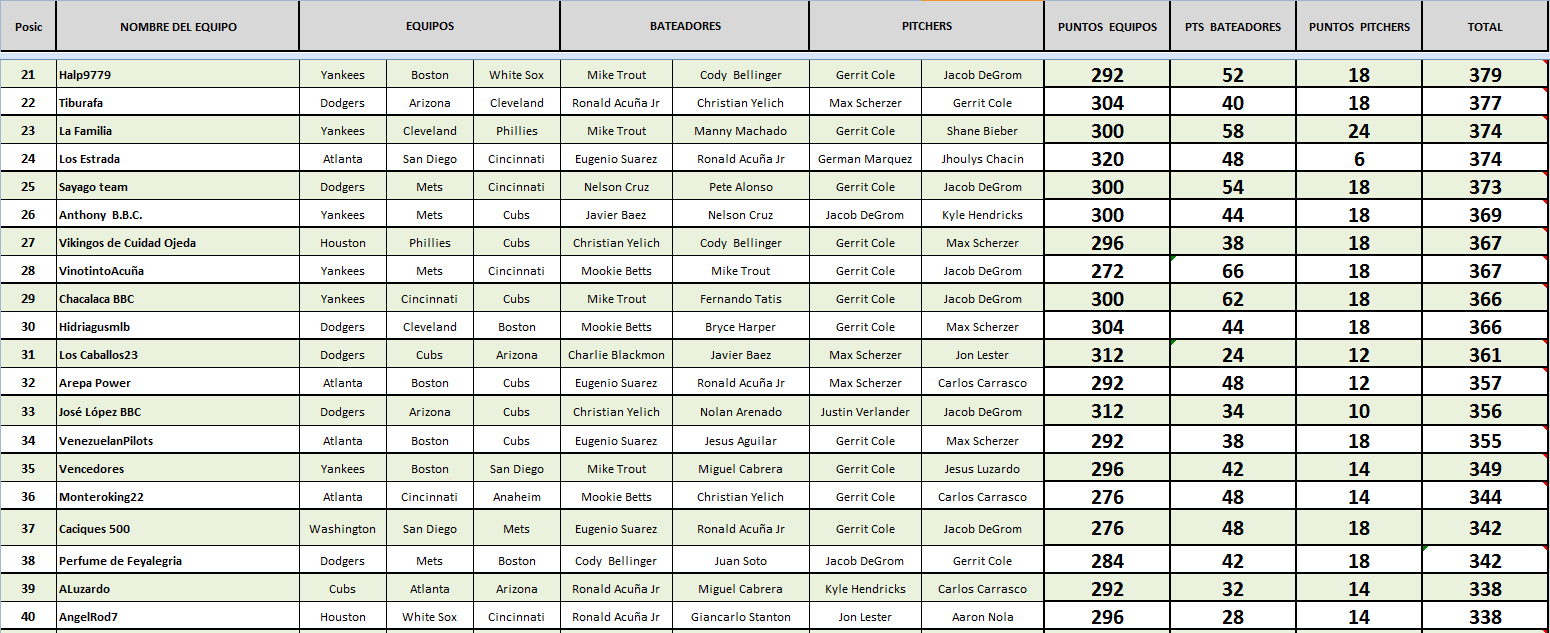 Posic NOMBRE DEL EQUIPO EQUIPOS BATEADORES PITCHERS PUNTOS EQUIPOS PTS BATEADORES PUNTOS PITCHERS TOTAL
21 Halp9779 Yankees Boston White Sox Mike Trout Cody Bellinger Gerrit Cole Jacob DeGrom 292 52 18 379
22 Tiburafa Dodgers Arizona Cleveland Ronald Acuña Jr Christian Yelich Max Scherzer Gerrit Cole 304 40 18 377
23 La Familia Yankees Cleveland Phillies Mike Trout Manny Machado Gerrit Cole Shane Bieber 300 58 24 374
24 Los Estrada Atlanta San Diego Cincinnati Eugenio Suarez Ronald Acuña Jr German Marquez Jhoulys Chacin 320 48 6 374
25 Sayago team Dodgers Mets Cincinnati Nelson Cruz Pete Alonso Gerrit Cole Jacob DeGrom 300 54 18 373
26 Anthony B.B.C. Yankees Mets Cubs Javier Baez Nelson Cruz Jacob DeGrom Kyle Hendricks 300 44 18 369
27 Vikingos de Cuidad Ojeda Houston Phillies Cubs Christian Yelich Cody Bellinger Gerrit Cole Max Scherzer 296 38 18 367
28 VinotintoAcuña Yankees Mets Cincinnati Mookie Betts Mike Trout Gerrit Cole Jacob DeGrom 272 66 18 367
29 Chacalaca BBC Yankees Cincinnati Cubs Mike Trout Fernando Tatis Gerrit Cole Jacob DeGrom 300 62 18 366
30 Hidriagusmlb Dodgers Cleveland Boston Mookie Betts Bryce Harper Gerrit Cole Max Scherzer 304 44 18 366
31 Los Caballos23 Dodgers Cubs Arizona Charlie Blackmon Javier Baez Max Scherzer Jon Lester 312 24 12 361
32 Arepa Power Atlanta Boston Cubs Eugenio Suarez Ronald Acuña Jr Max Scherzer Carlos Carrasco 292 48 12 357
33 José López BBC Dodgers Arizona Cubs Christian Yelich Nolan Arenado Justin Verlander Jacob DeGrom 312 34 10 356
34 VenezuelanPilots Atlanta Boston Cubs Eugenio Suarez Jesus Aguilar Gerrit Cole Max Scherzer 292 38 18 355
35 Vencedores Yankees Boston San Diego Mike Trout Miguel Cabrera Gerrit Cole Jesus Luzardo 296 42 14 349
36 Monteroking22 Atlanta Cincinnati Anaheim Mookie Betts Christian Yelich Gerrit Cole Carlos Carrasco 276 48 14 344
37 Caciques 500 Washington San Diego Mets Eugenio Suarez Ronald Acuña Jr Gerrit Cole Jacob DeGrom 276 48 18 342
38 Perfume de Feyalegria Dodgers Mets Boston Cody Bellinger Juan Soto Jacob DeGrom Gerrit Cole 284 42 18 342
39 ALuzardo Cubs Atlanta Arizona Ronald Acuña Jr Miguel Cabrera Kyle Hendricks Carlos Carrasco 292 32 14 338
40 AngelRod7 Houston White Sox Cincinnati Ronald Acuña Jr Giancarlo Stanton Jon Lester Aaron Nola 296 28 14 338